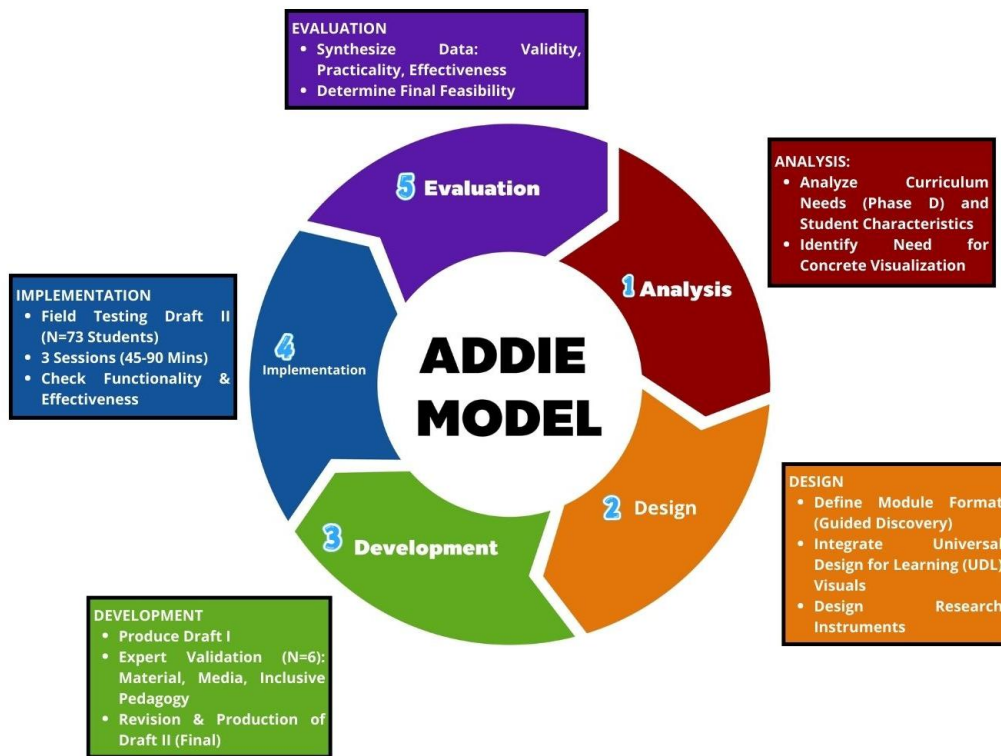 EVALUATION
• Synthesize Data: Validity,
Practicality, Effectiveness
• Determine Final Feasibility
5 Evaluation
ANALYSIS:
• Analyze Curriculum
Needs (Phase D) and
Student Characteristics
• Identify Need for
Concrete Visualization
1 Analysis
IMPLEMENTATION
• Field Testing Draft II
(N=73 Students)
• 3 Sessions (45-90 Mins)
• Check Functionality &
Effectiveness
4
Implementation
ADDIE
MODEL
DESIGN
• Define Module Format
(Guided Discovery)
• Integrate Universal
Design for Learning (UDL)
Visuals
• Design Research
Instruments
2 Design
3 Development
DEVELOPMENT
• Produce Draft I
• Expert Validation (N=6):
Material, Media, Inclusive
Pedagogy
• Revision & Production of
Draft II (Final)